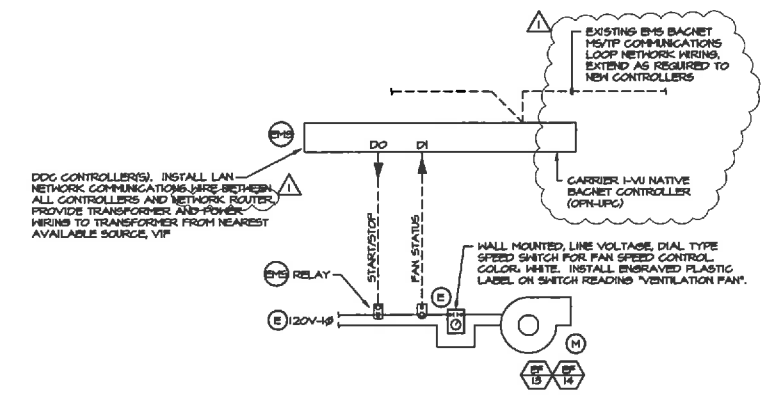 1
EXISTING EMS BACNET
MS/TP COMMUNICATIONS
LOOP NETWORK WIRING,
EXTEND AS REQUIRED TO
NEW CONTROLLERS
EMS
DO DI
DDC CONTROLLER(S). INSTALL LAN
NETWORK COMMUNICATIONS WIRE BETWEEN
ALL CONTROLLERS AND NETWORK ROUTER,
PROVIDE TRANSFORMER AND POWER
WIRING TO TRANSFORMER FROM NEAREST
AVAILABLE SOURCE, VIF
1
CARRIER I-VU NATIVE
BACNET CONTROLLER
(OPN-UPC)
START/STOP
FAN STATUS
WALL MOUNTED, LINE VOLTAGE, DIAL TYPE
SPEED SWITCH FOR FAN SPEED CONTROL.
COLOR: WHITE. INSTALL ENGRAVED PLASTIC
LABEL ON SWITCH READING "VENTILATION FAN".
EMS RELAY
E
E 120V-1Ø
M
EF
13
EF
14